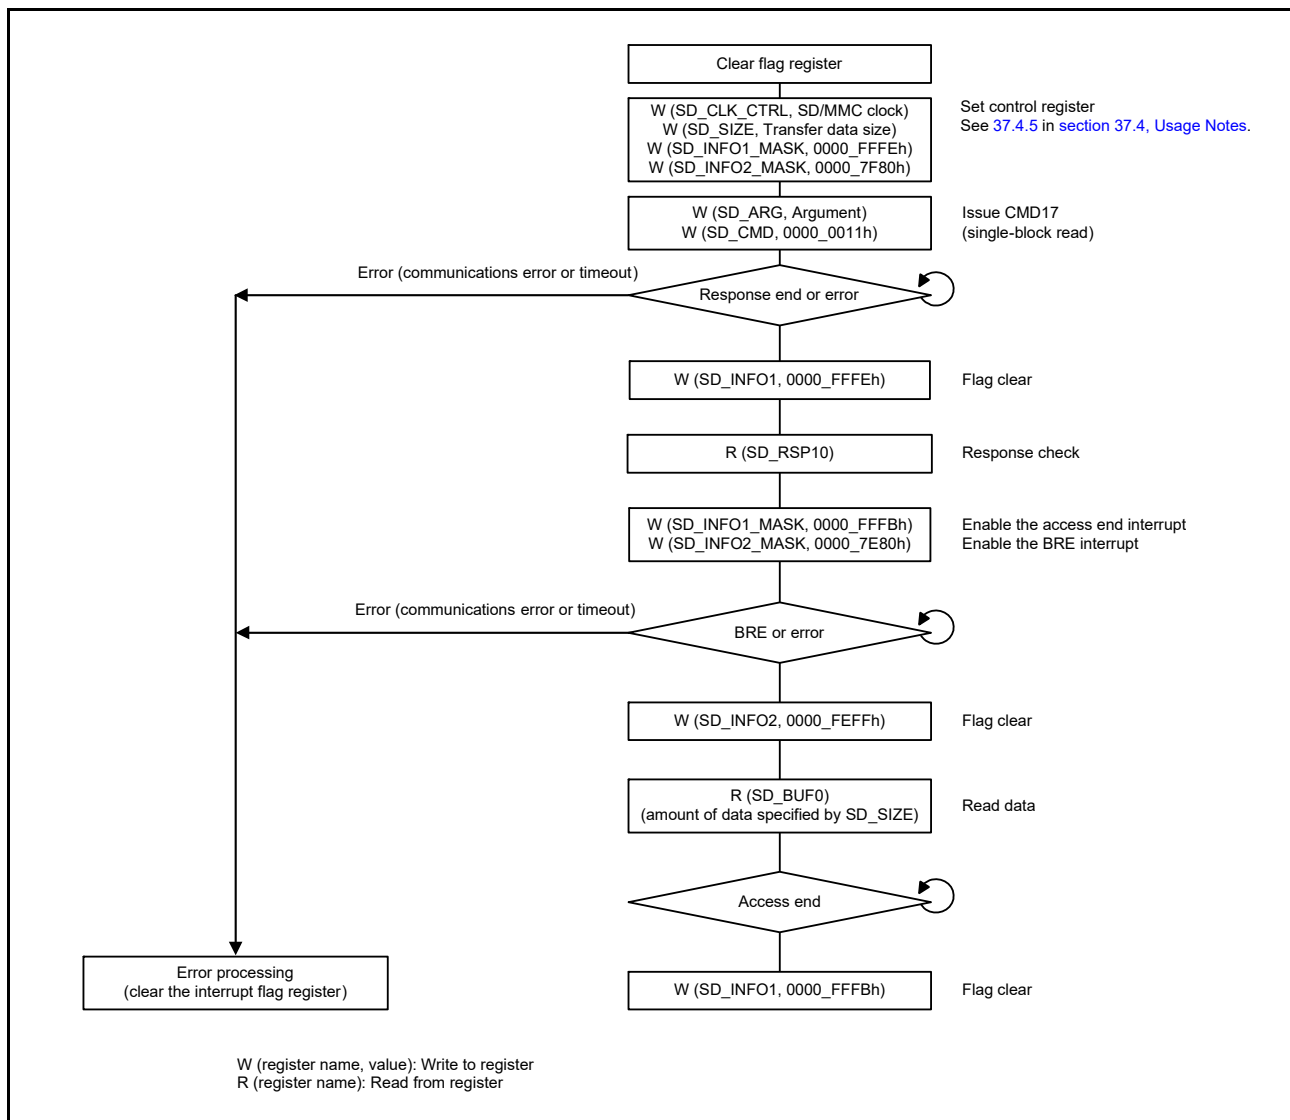 Clear flag register
W (SD_CLK_CTRL, SD/MMC clock)
W (SD_SIZE, Transfer data size)
W (SD_INFO1_MASK, 0000_FFFEh)
W (SD_INFO2_MASK, 0000_7F80h)
Set control register
See 37.4.5 in section 37.4, Usage Notes.
W (SD_ARG, Argument)
W (SD_CMD, 0000_0011h)
Issue CMD17
(single-block read)
Error (communications error or timeout)
Response end or error
W (SD_INFO1, 0000_FFFEh)
Flag clear
R (SD_RSP10)
Response check
W (SD_INFO1_MASK, 0000_FFFBh)
W (SD_INFO2_MASK, 0000_7E80h)
Enable the access end interrupt
Enable the BRE interrupt
Error (communications error or timeout)
BRE or error
W (SD_INFO2, 0000_FEFFh)
Flag clear
R (SD_BUF0)
(amount of data specified by SD_SIZE)
Read data
Access end
Error processing
(clear the interrupt flag register)
W (SD_INFO1, 0000_FFFBh)
Flag clear
W (register name, value): Write to register
R (register name): Read from register